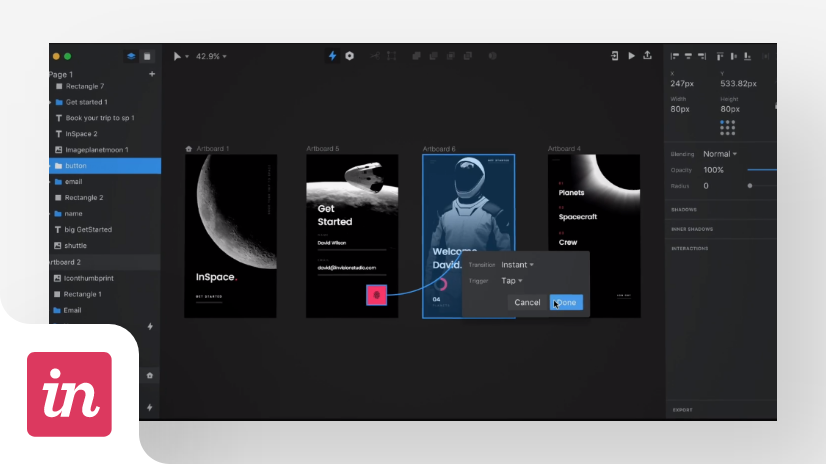 42.9%
Page 1
Rectangle 7
Get started 1
Book your trip to sp 1
InSpace 2
Imageplanetmoon 1
button
email
Rectangle 2
name
big GetStarted
shuttle
rtboard 2
Iconthumbprint
Rectangle 1
Email
Artboard 1
InSpace.
GET STARTED
Artboard 5
Get
Started
David Wilson
david@invisionstudio.com
Artboard 6
Welcome
David.
04
Transition Instant
Trigger Tap
Cancel Done
Artboard 4
Planets
Spacecraft
Crew
X Y
247px 533.82px
Width Height
80px 80px
Blending Normal
Opacity 100%
Radius 0
SHADOWS
INNER SHADOWS
INTERACTIONS
EXPORT
in